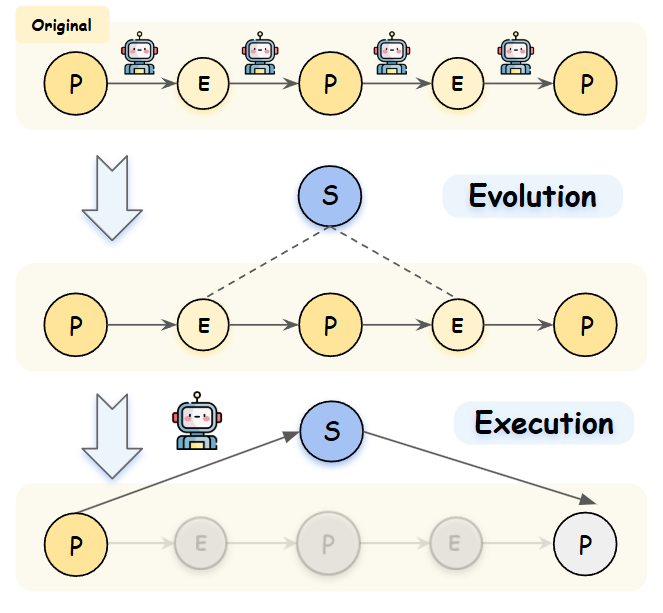 Original
P E P E P
S
Evolution
P E P E P
S
Execution
P E P E P